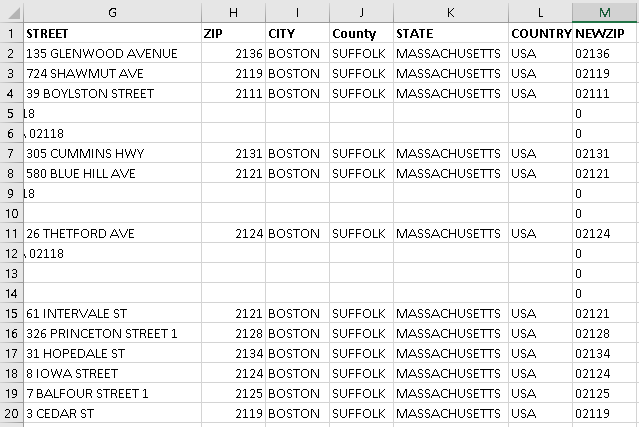 G H I J K L M
1 STREET ZIP CITY County STATE COUNTRY NEWZIP
2 135 GLENWOOD AVENUE 2136 BOSTON SUFFOLK MASSACHUSETTS USA 02136
3 724 SHAWMUT AVE 2119 BOSTON SUFFOLK MASSACHUSETTS USA 02119
4 39 BOYLSTON STREET 2111 BOSTON SUFFOLK MASSACHUSETTS USA 02111
5 18 0
6 02118 0
7 305 CUMMINS HWY 2131 BOSTON SUFFOLK MASSACHUSETTS USA 02131
8 580 BLUE HILL AVE 2121 BOSTON SUFFOLK MASSACHUSETTS USA 02121
9 18 0
10 0
11 26 THETFORD AVE 2124 BOSTON SUFFOLK MASSACHUSETTS USA 02124
12 02118 0
13 0
14 0
15 61 INTERVALE ST 2121 BOSTON SUFFOLK MASSACHUSETTS USA 02121
16 326 PRINCETON STREET 1 2128 BOSTON SUFFOLK MASSACHUSETTS USA 02128
17 31 HOPEDALE ST 2134 BOSTON SUFFOLK MASSACHUSETTS USA 02134
18 8 IOWA STREET 2124 BOSTON SUFFOLK MASSACHUSETTS USA 02124
19 7 BALFOUR STREET 1 2125 BOSTON SUFFOLK MASSACHUSETTS USA 02125
20 3 CEDAR ST 2119 BOSTON SUFFOLK MASSACHUSETTS USA 02119